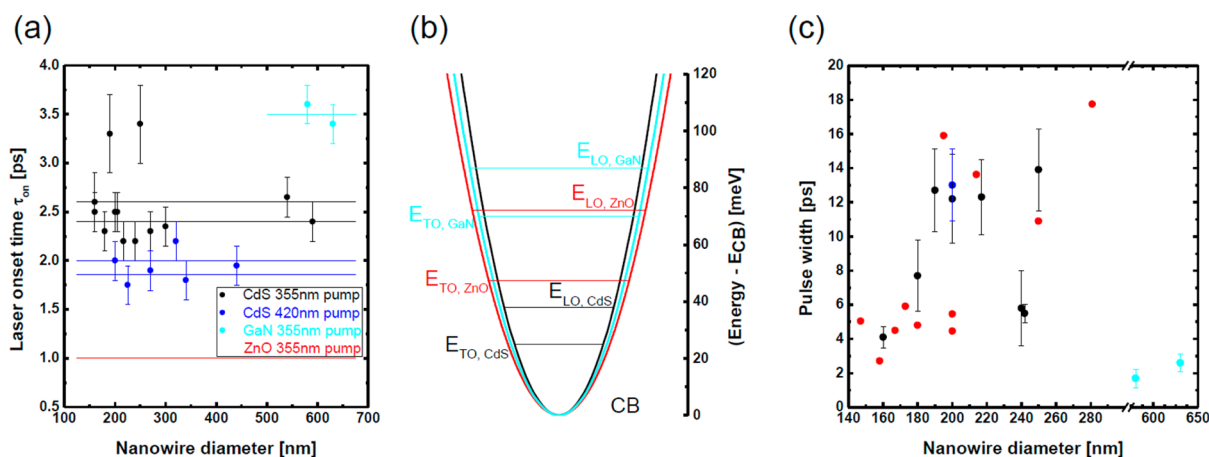 (a)
Laser onset time τon [ps]
4.0
3.5
3.0
2.5
2.0
1.5
1.0
0.5
CdS 355nm pump
CdS 420nm pump
GaN 355nm pump
ZnO 355nm pump
100 200 300 400 500 600 700
Nanowire diameter [nm]
(b)
ELO, GaN
ELO, ZnO
ETO, GaN
ETO, ZnO
ELO, CdS
ETO, CdS
CB
120
100
80
60
40
20
0
(Energy - ECB) [meV]
(c)
Pulse width [ps]
20
18
16
14
12
10
8
6
4
2
0
140 160 180 200 220 240 260 280 600
Nanowire diameter [nm]